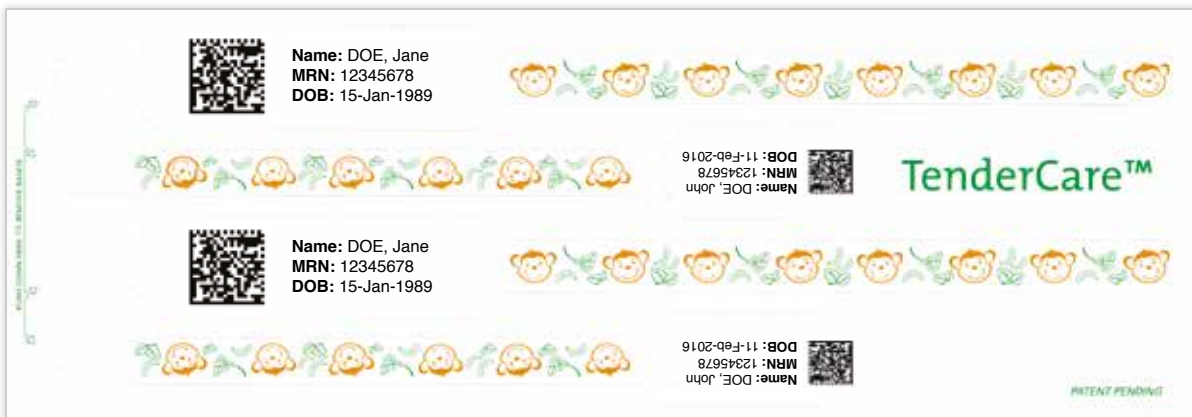 Name: DOE, Jane
MRN: 12345678
DOB: 15-Jan-1989
Name: DOE, John
MRN: 12345678
DOB: 11-Feb-2016
TenderCare™
Name: DOE, Jane
MRN: 12345678
DOB: 15-Jan-1989
Name: DOE, John
MRN: 12345678
DOB: 11-Feb-2016
PATENT PENDING